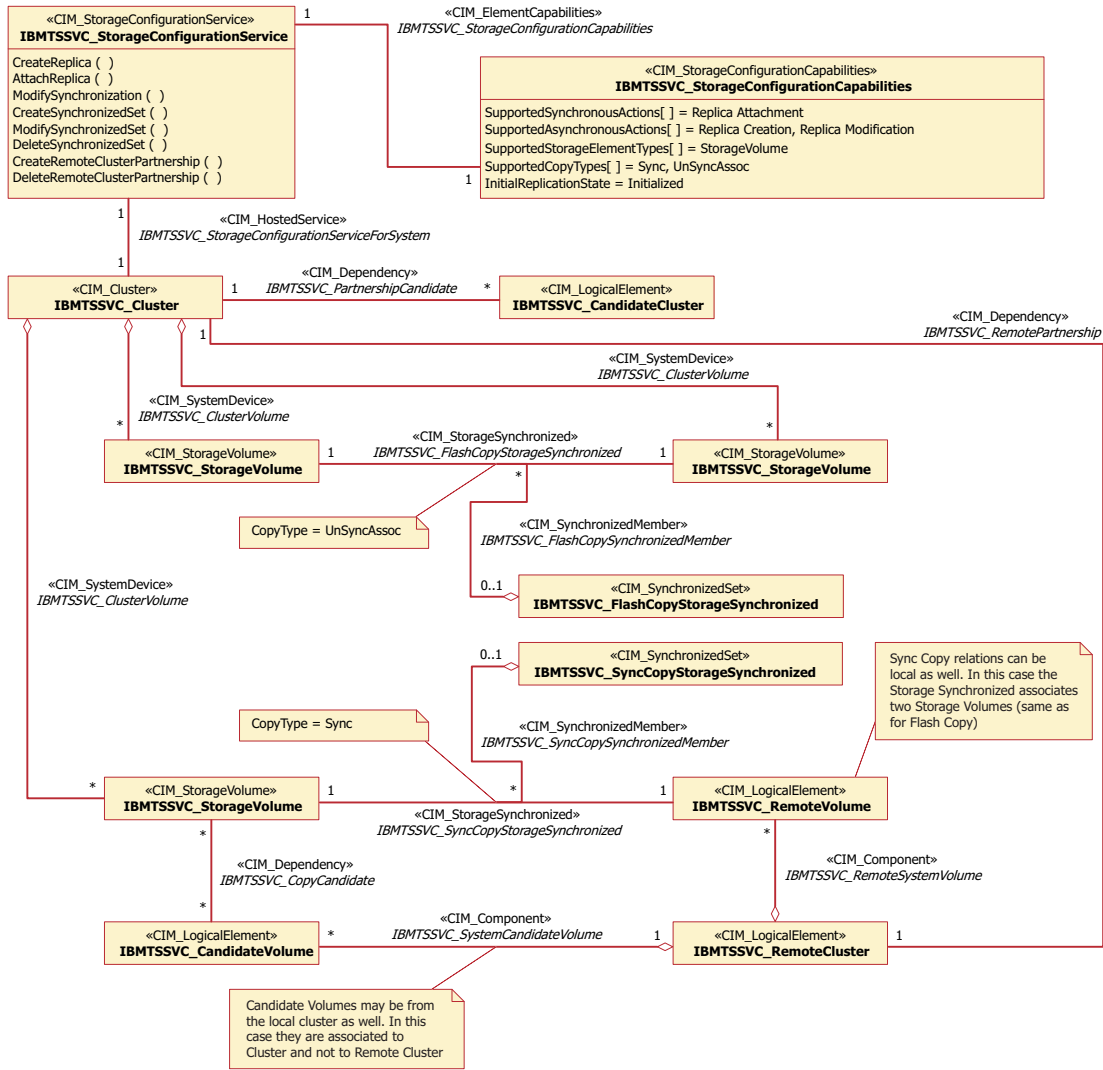 «CIM_StorageConfigurationService»
IBMTSSVC_StorageConfigurationService
CreateReplica ( )
AttachReplica ( )
ModifySynchronization ( )
CreateSynchronizedSet ( )
ModifySynchronizedSet ( )
DeleteSynchronizedSet ( )
CreateRemoteClusterPartnership ( )
DeleteRemoteClusterPartnership ( )
1
«CIM_ElementCapabilities»
IBMTSSVC_StorageConfigurationCapabilities
«CIM_StorageConfigurationCapabilities»
IBMTSSVC_StorageConfigurationCapabilities
SupportedSynchronousActions[ ] = Replica Attachment
SupportedAsynchronousActions[ ] = Replica Creation, Replica Modification
SupportedStorageElementTypes[ ] = StorageVolume
SupportedCopyTypes[ ] = Sync, UnSyncAssoc
InitialReplicationState = Initialized
1
1
«CIM_HostedService»
IBMTSSVC_StorageConfigurationServiceForSystem
1
«CIM_Cluster»
IBMTSSVC_Cluster
1
«CIM_Dependency»
IBMTSSVC_PartnershipCandidate
*
«CIM_LogicalElement»
IBMTSSVC_CandidateCluster
1
«CIM_Dependency»
IBMTSSVC_RemotePartnership
«CIM_SystemDevice»
IBMTSSVC_ClusterVolume
*
«CIM_SystemDevice»
IBMTSSVC_ClusterVolume
*
«CIM_StorageVolume»
IBMTSSVC_StorageVolume
1
«CIM_StorageSynchronized»
IBMTSSVC_FlashCopyStorageSynchronized
1
«CIM_StorageVolume»
IBMTSSVC_StorageVolume
*
CopyType = UnSyncAssoc
«CIM_SynchronizedMember»
IBMTSSVC_FlashCopySynchronizedMember
«CIM_SystemDevice»
IBMTSSVC_ClusterVolume
0..1
«CIM_SynchronizedSet»
IBMTSSVC_FlashCopyStorageSynchronized
0..1
«CIM_SynchronizedSet»
IBMTSSVC_SyncCopyStorageSynchronized
Sync Copy relations can be
local as well. In this case the
Storage Synchronized associates
two Storage Volumes (same as
for Flash Copy)
CopyType = Sync
«CIM_SynchronizedMember»
IBMTSSVC_SyncCopySynchronizedMember
*
*
«CIM_StorageVolume»
IBMTSSVC_StorageVolume
1
1
«CIM_StorageSynchronized»
IBMTSSVC_SyncCopyStorageSynchronized
«CIM_LogicalElement»
IBMTSSVC_RemoteVolume
*
*
«CIM_Dependency»
IBMTSSVC_CopyCandidate
*
«CIM_Component»
IBMTSSVC_RemoteSystemVolume
«CIM_LogicalElement»
IBMTSSVC_CandidateVolume
*
«CIM_Component»
IBMTSSVC_SystemCandidateVolume
1
«CIM_LogicalElement»
IBMTSSVC_RemoteCluster
1
Candidate Volumes may be from
the local cluster as well. In this
case they are associated to
Cluster and not to Remote Cluster